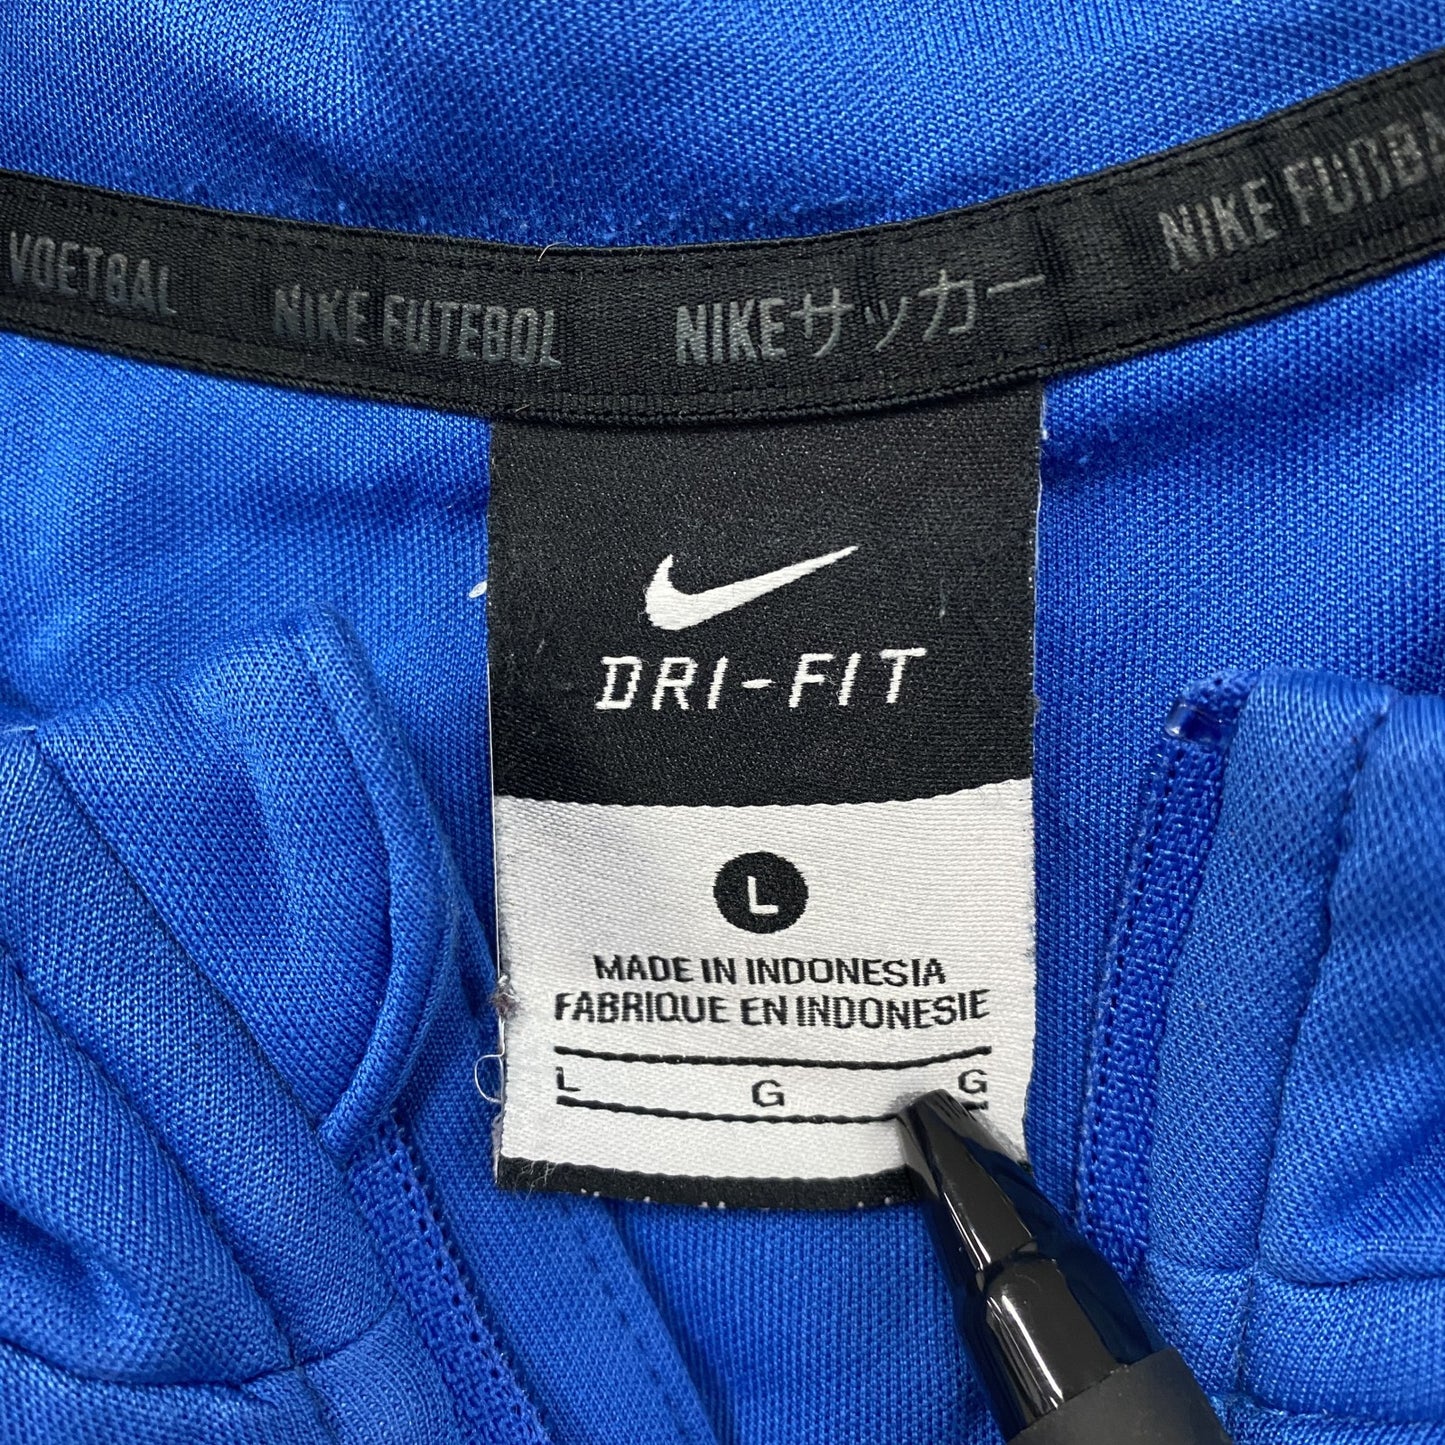 VOETBAL NIKE FUTEBOL NIKEサッカー NIKE FUTBA
DRI-FIT
L
MADE IN INDONESIA
FABRIQUE EN INDONESIE
L G G